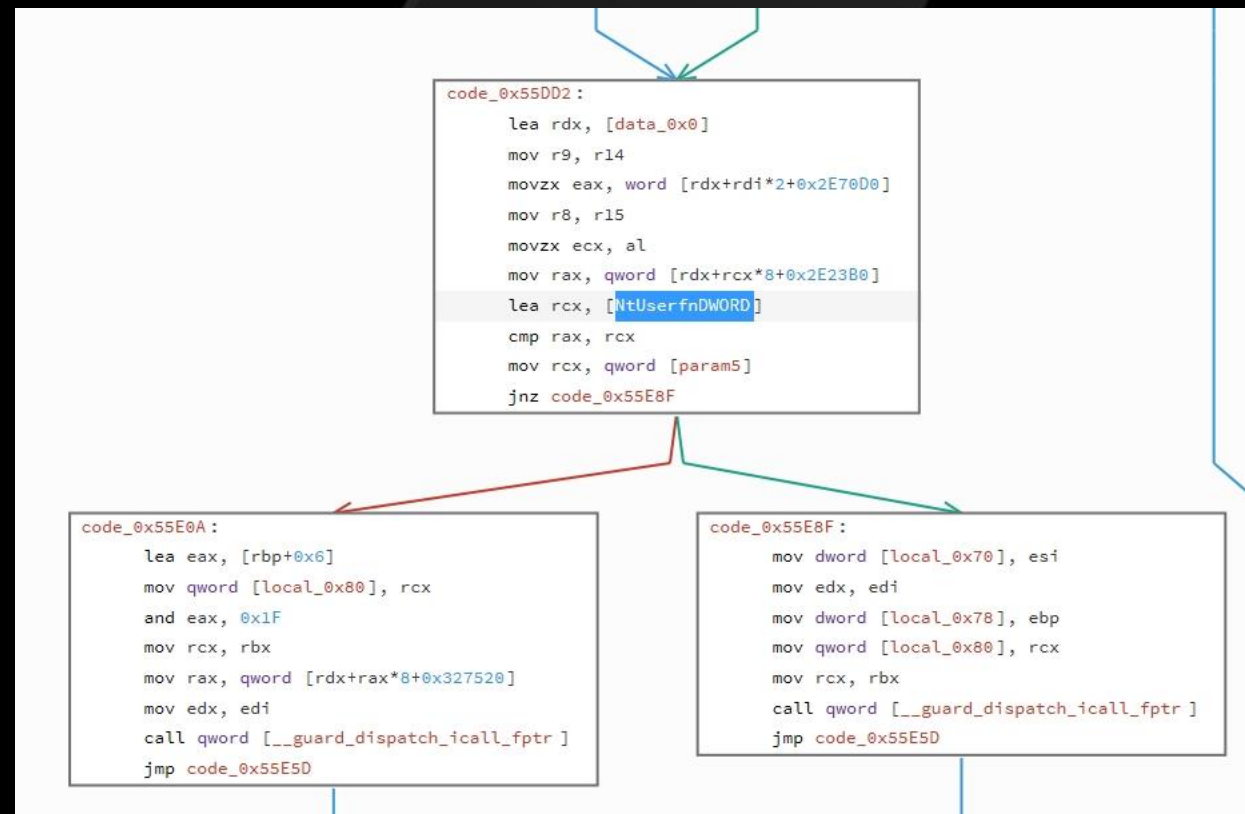 code_0x55DD2:
lea rdx, [data_0x0]
mov r9, r14
movzx eax, word [rdx+rdi*2+0x2E70D0]
mov r8, r15
movzx ecx, al
mov rax, qword [rdx+rcx*8+0x2E23B0]
lea rcx, [NtUserfnDWORD]
cmp rax, rcx
mov rcx, qword [param5]
jnz code_0x55E8F
code_0x55E0A:
lea eax, [rbp+0x6]
mov qword [local_0x80], rcx
and eax, 0x1F
mov rcx, rbx
mov rax, qword [rdx+rax*8+0x327520]
mov edx, edi
call qword [__guard_dispatch_icall_fptr ]
jmp code_0x55E5D
code_0x55E8F:
mov dword [local_0x70], esi
mov edx, edi
mov dword [local_0x78], ebp
mov qword [local_0x80], rcx
mov rcx, rbx
call qword [__guard_dispatch_icall_fptr ]
jmp code_0x55E5D